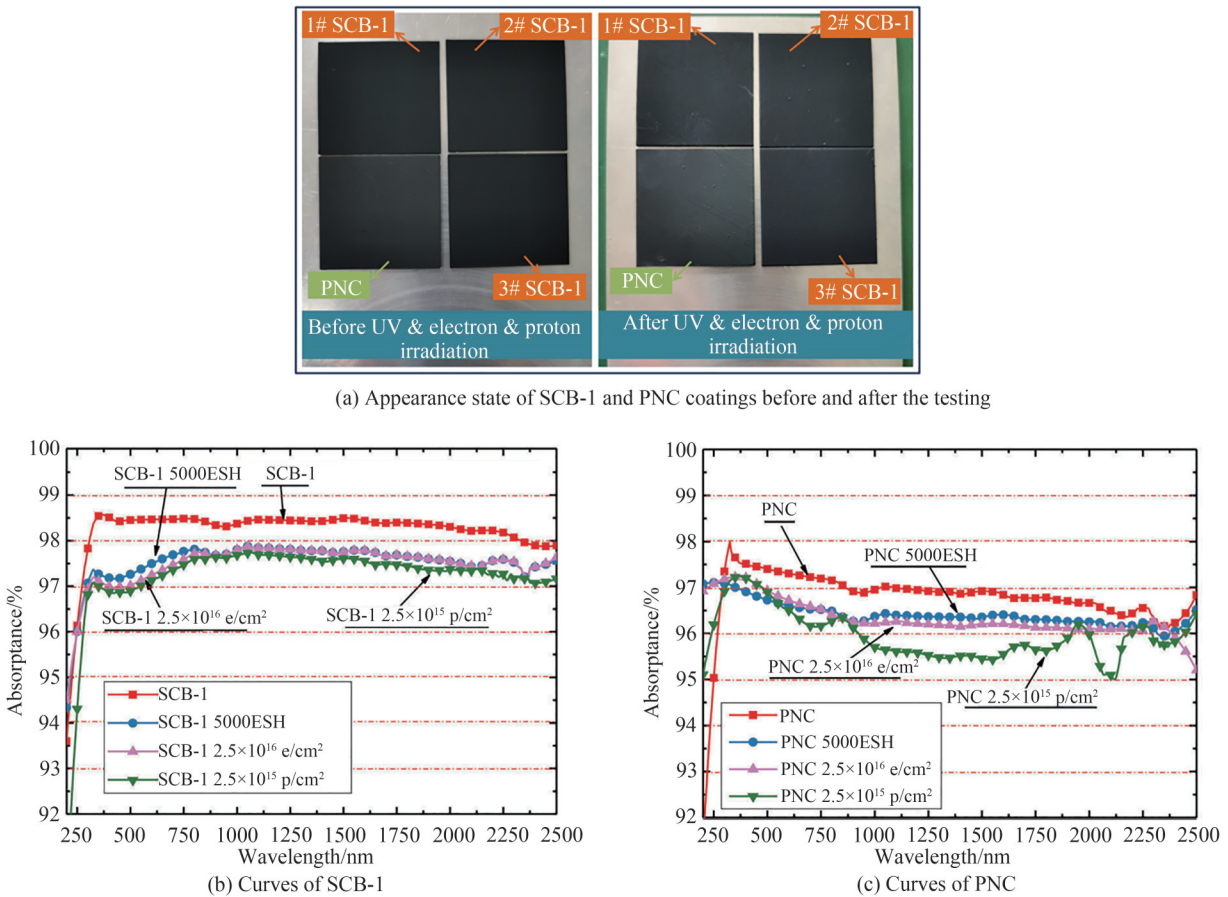 1# SCB-1
2# SCB-1
PNC
3# SCB-1
Before UV & electron & proton
irradiation
1# SCB-1
2# SCB-1
PNC
3# SCB-1
After UV & electron & proton
irradiation
(a) Appearance state of SCB-1 and PNC coatings before and after the testing
100
99
98
97
96
95
94
93
92
Absorptance/%
SCB-1 5000ESH
SCB-1
SCB-1 2.5×10¹⁶ e/cm²
SCB-1 2.5×10¹⁵ p/cm²
SCB-1
SCB-1 5000ESH
SCB-1 2.5×10¹⁶ e/cm²
SCB-1 2.5×10¹⁵ p/cm²
250 500 750 1000 1250 1500 1750 2000 2250 2500
Wavelength/nm
(b) Curves of SCB-1
100
99
98
97
96
95
94
93
92
Absorptance/%
PNC
PNC 5000ESH
PNC 2.5×10¹⁶ e/cm²
PNC 2.5×10¹⁵ p/cm²
PNC
PNC 5000ESH
PNC 2.5×10¹⁶ e/cm²
PNC 2.5×10¹⁵ p/cm²
250 500 750 1000 1250 1500 1750 2000 2250 2500
Wavelength/nm
(c) Curves of PNC